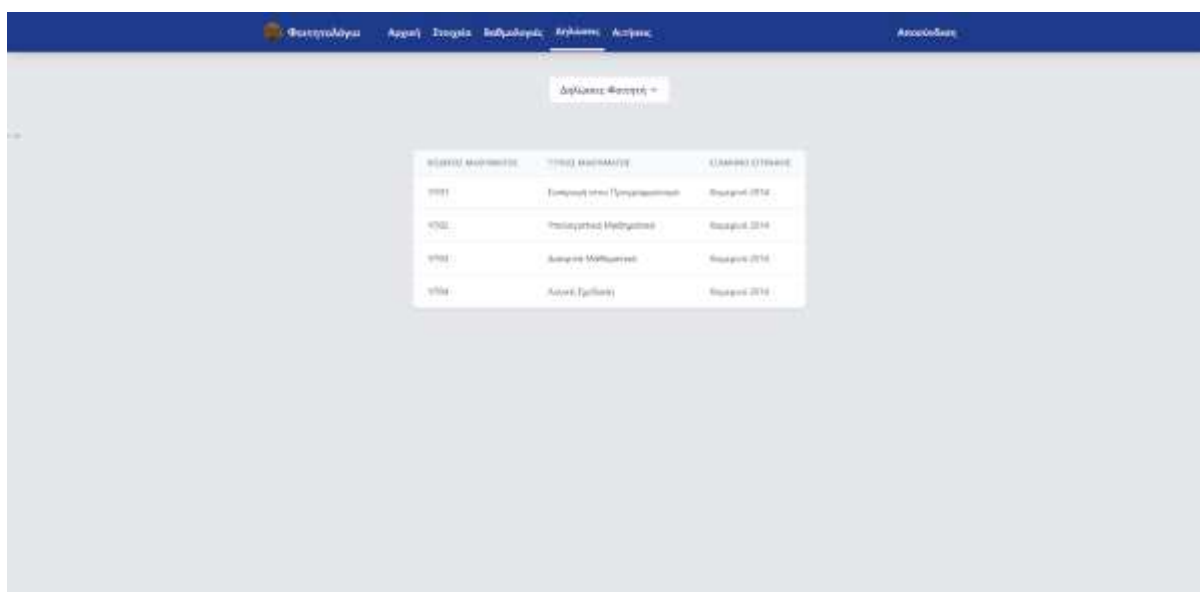 Φοιτητολόγιο Αρχική Στοιχεία Βαθμολογίες Δηλώσεις Αιτήσεις Αποσύνδεση
Δηλώσεις Φοιτητή
ΚΩΔΙΚΟΣ ΜΑΘΗΜΑΤΟΣ ΤΙΤΛΟΣ ΜΑΘΗΜΑΤΟΣ ΕΞΑΜΗΝΟ
Εισαγωγή στον Προγραμματισμό Χειμερινό 2014
Υπολογιστικά Μαθηματικά Χειμερινό 2014
Διακριτά Μαθηματικά Χειμερινό 2014
Λογική Σχεδίαση Χειμερινό 2014